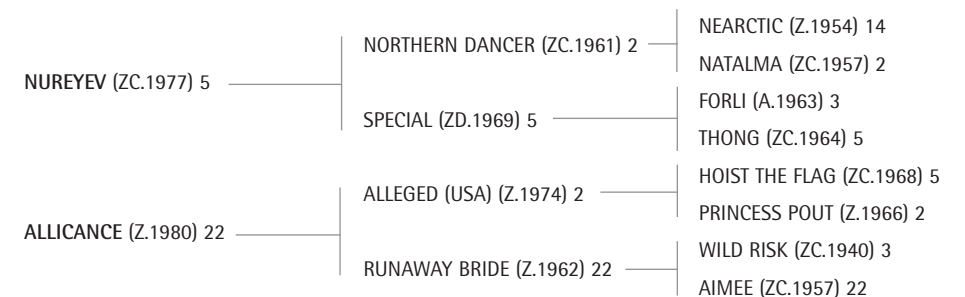 NEARCTIC (Z.1954) 14
NORTHERN DANCER (ZC.1961) 2
NATALMA (ZC.1957) 2
NUREYEV (ZC.1977) 5
FORLI (A.1963) 3
SPECIAL (ZD.1969) 5
THONG (ZC.1964) 5
HOIST THE FLAG (ZC.1968) 5
ALLEGED (USA) (Z.1974) 2
PRINCESS POUT (Z.1966) 2
ALLICANCE (Z.1980) 22
WILD RISK (ZC.1940) 3
RUNAWAY BRIDE (Z.1962) 22
AIMEE (ZC.1957) 22